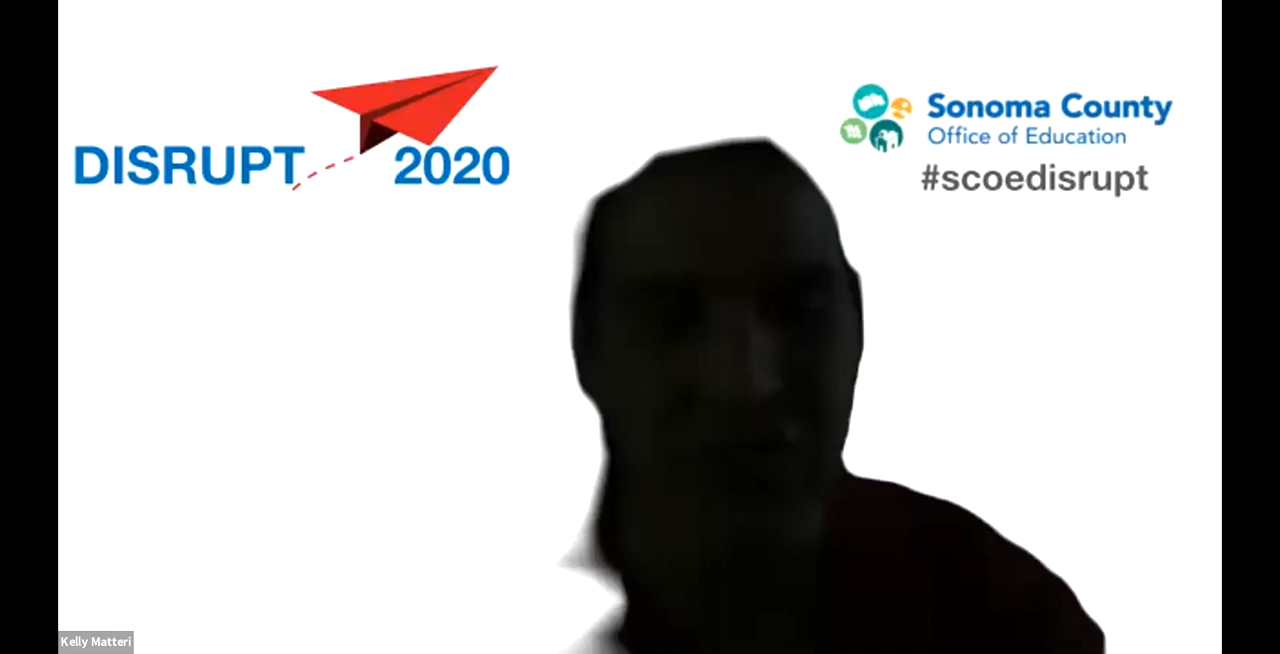 DISRUPT 2020
Sonoma County
Office of Education
#scoedisrupt
Kelly Matteri